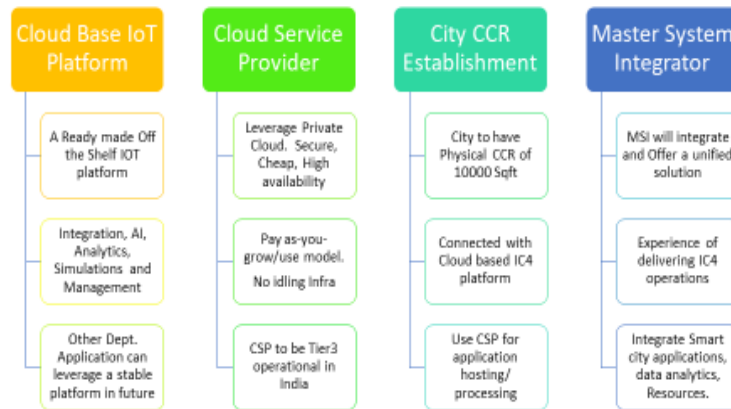 Cloud Base IoT
Platform
A Ready made Off
the Shelf IOT
platform
Integration, AI,
Analytics,
Simulations and
Management
Other Dept.
Application can
leverage a stable
platform in future
Cloud Service
Provider
Leverage Private
Cloud. Secure,
Cheap, High
availability
Pay as-you-
grow/use model.
No idling Infra
CSP to be Tier3
operational in
India
City CCR
Establishment
City to have
Physical CCR of
10000 Sqft
Connected with
Cloud based IC4
platform
Use CSP for
application
hosting/
processing
Master System
Integrator
MSI will integrate
and Offer a unified
solution
Experience of
delivering IC4
operations
Integrate Smart
city applications,
data analytics,
Resources.